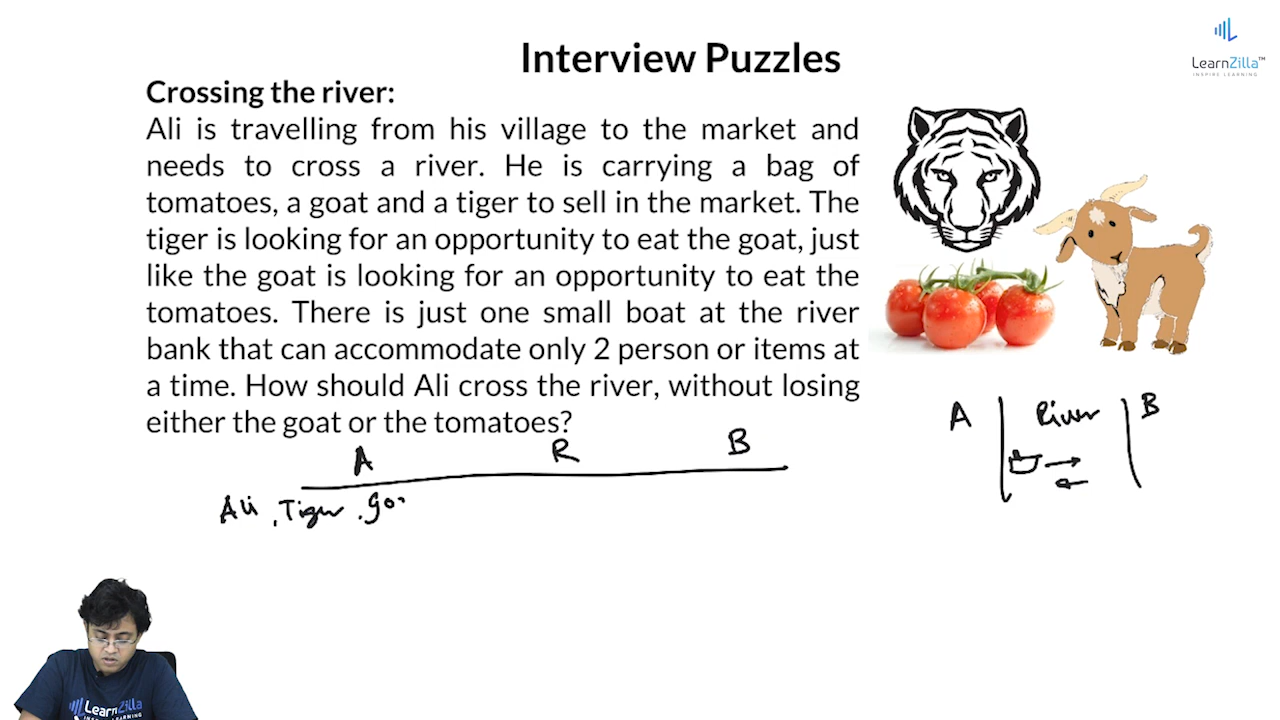 Interview Puzzles
LearnZilla™
INSPIRE LEARNING
Crossing the river:
Ali is travelling from his village to the market and
needs to cross a river. He is carrying a bag of
tomatoes, a goat and a tiger to sell in the market. The
tiger is looking for an opportunity to eat the goat, just
like the goat is looking for an opportunity to eat the
tomatoes. There is just one small boat at the river
bank that can accommodate only 2 person or items at
a time. How should Ali cross the river, without losing
either the goat or the tomatoes?
A River B
A R B
Ali, Tiger, Go
LearnZilla
INSPIRE LEARNING